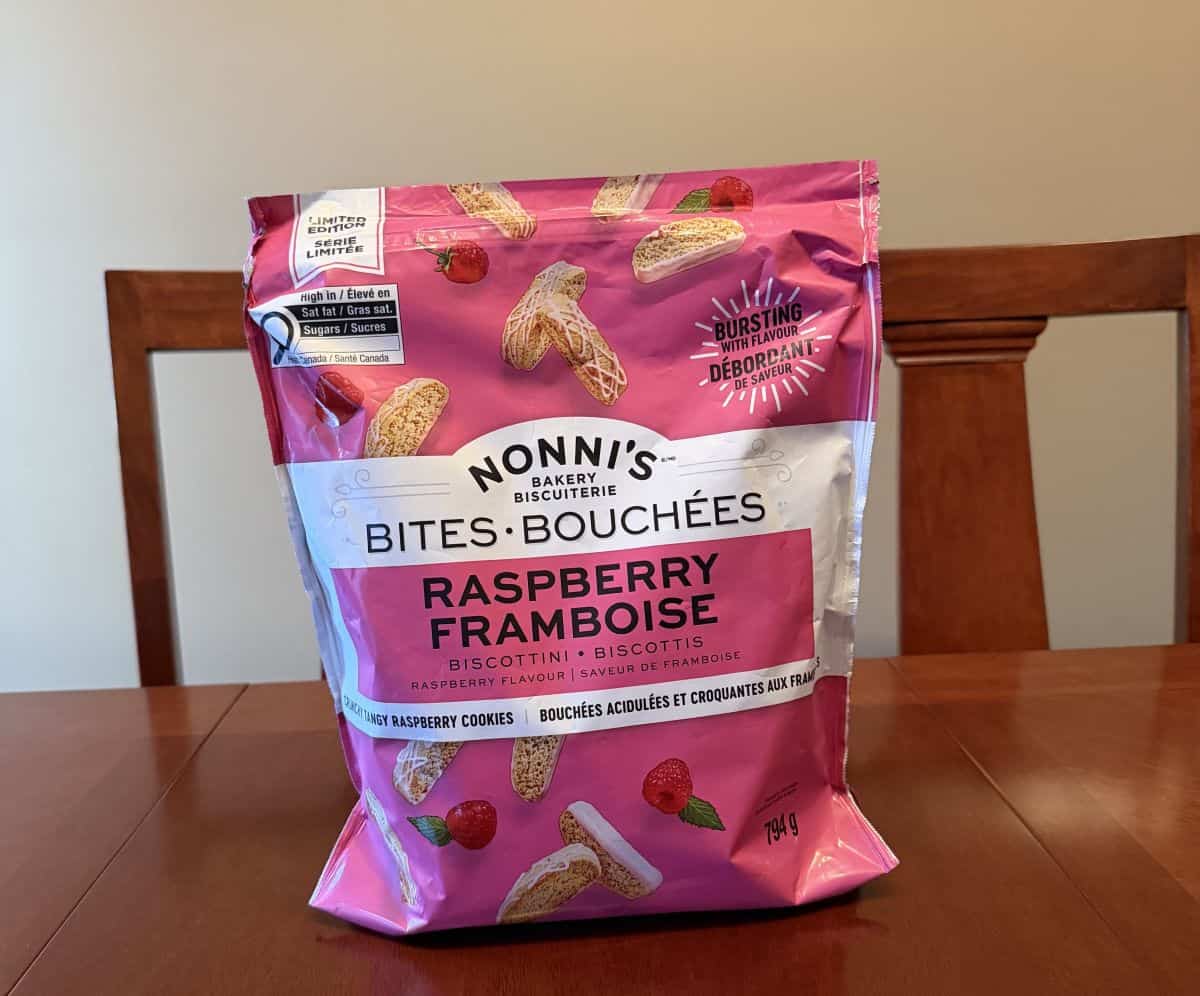 LIMITED
EDITION
SÉRIE
LIMITÉE
High in / Élevé en
Sat fat / Gras sat.
Sugars / Sucres
Canada / Santé Canada
BURSTING
WITH FLAVOUR
DÉBORDANT
DE SAVEUR
NONNI'S
BAKERY
BISCUITERIE
BITES · BOUCHÉES
RASPBERRY
FRAMBOISE
BISCOTTINI • BISCOTTIS
RASPBERRY FLAVOUR | SAVEUR DE FRAMBOISE
CRUNCHY TANGY RASPBERRY COOKIES | BOUCHÉES ACIDULÉES ET CROQUANTES AUX
794 g